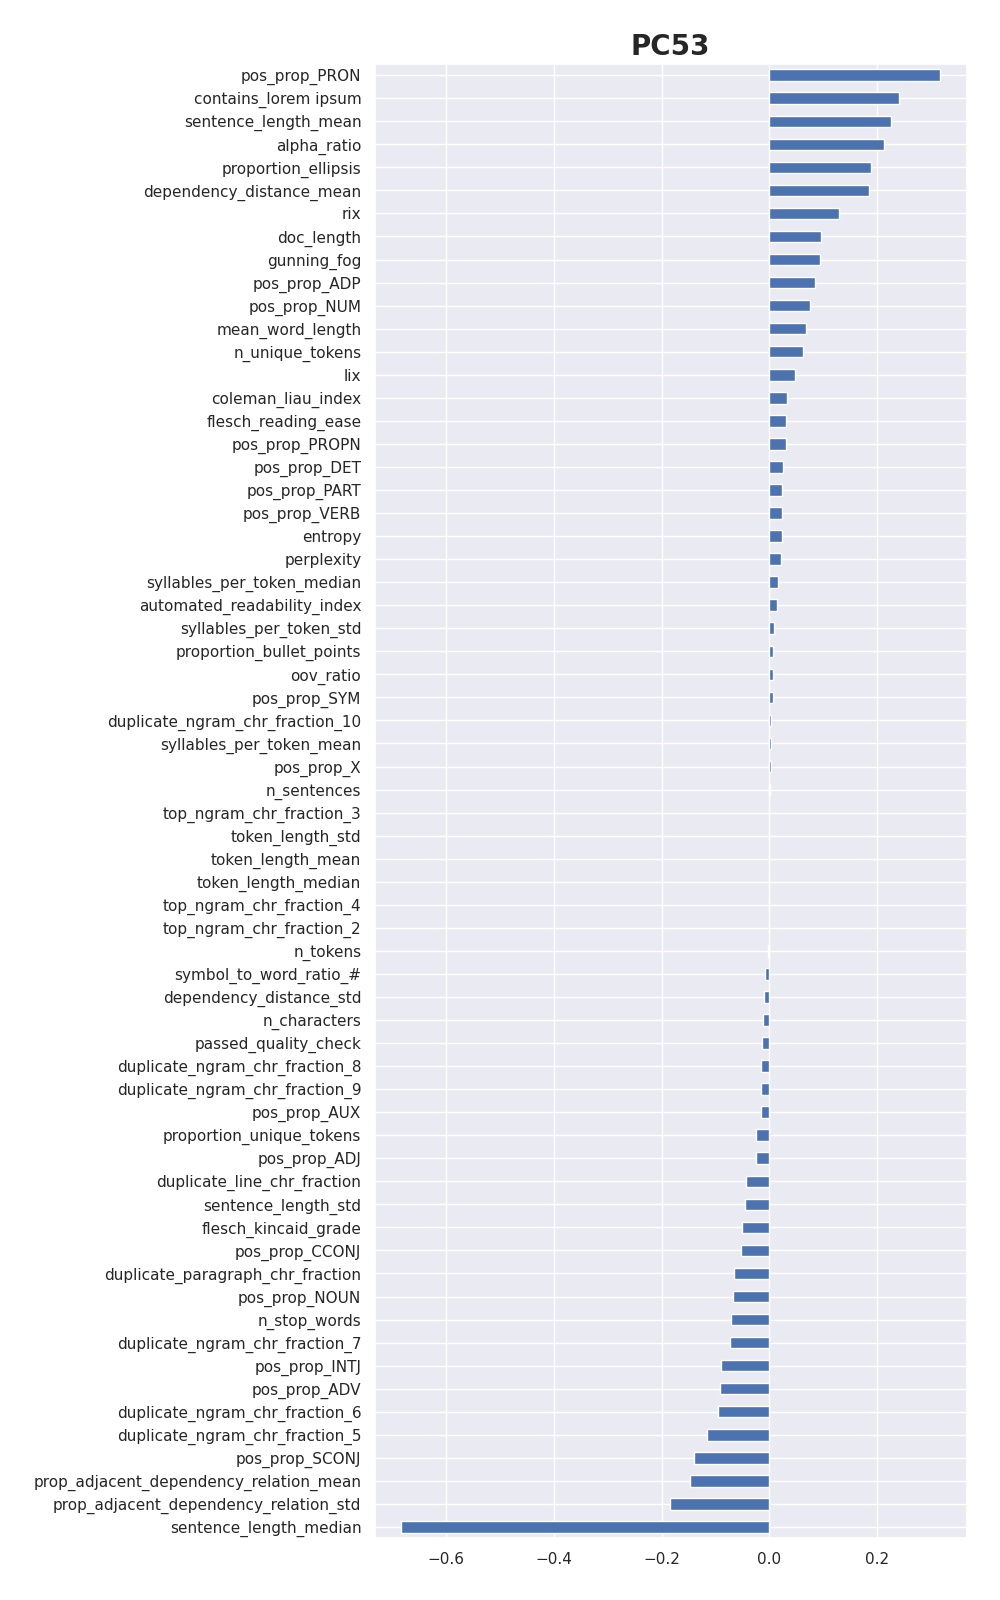 PC53
pos_prop_PRON
contains_lorem ipsum
sentence_length_mean
alpha_ratio
proportion_ellipsis
dependency_distance_mean
rix
doc_length
gunning_fog
pos_prop_ADP
pos_prop_NUM
mean_word_length
n_unique_tokens
lix
coleman_liau_index
flesch_reading_ease
pos_prop_PROPN
pos_prop_DET
pos_prop_PART
pos_prop_VERB
entropy
perplexity
syllables_per_token_median
automated_readability_index
syllables_per_token_std
proportion_bullet_points
oov_ratio
pos_prop_SYM
duplicate_ngram_chr_fraction_10
syllables_per_token_mean
pos_prop_X
n_sentences
top_ngram_chr_fraction_3
token_length_std
token_length_mean
token_length_median
top_ngram_chr_fraction_4
top_ngram_chr_fraction_2
n_tokens
symbol_to_word_ratio_#
dependency_distance_std
n_characters
passed_quality_check
duplicate_ngram_chr_fraction_8
duplicate_ngram_chr_fraction_9
pos_prop_AUX
proportion_unique_tokens
pos_prop_ADJ
duplicate_line_chr_fraction
sentence_length_std
flesch_kincaid_grade
pos_prop_CCONJ
duplicate_paragraph_chr_fraction
pos_prop_NOUN
n_stop_words
duplicate_ngram_chr_fraction_7
pos_prop_INTJ
pos_prop_ADV
duplicate_ngram_chr_fraction_6
duplicate_ngram_chr_fraction_5
pos_prop_SCONJ
prop_adjacent_dependency_relation_mean
prop_adjacent_dependency_relation_std
sentence_length_median
−0.6 −0.4 −0.2 0.0 0.2